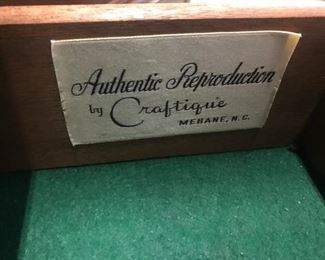 Authentic Reproduction
by Craftique
MEBANE, N.C.